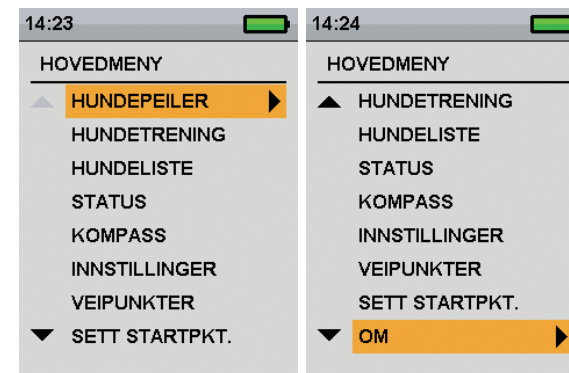 14:23
HOVEDMENY
HUNDEPEILER
HUNDETRENING
HUNDELISTE
STATUS
KOMPASS
INNSTILLINGER
VEIPUNKTER
SETT STARTPKT.
14:24
HOVEDMENY
HUNDETRENING
HUNDELISTE
STATUS
KOMPASS
INNSTILLINGER
VEIPUNKTER
SETT STARTPKT.
OM